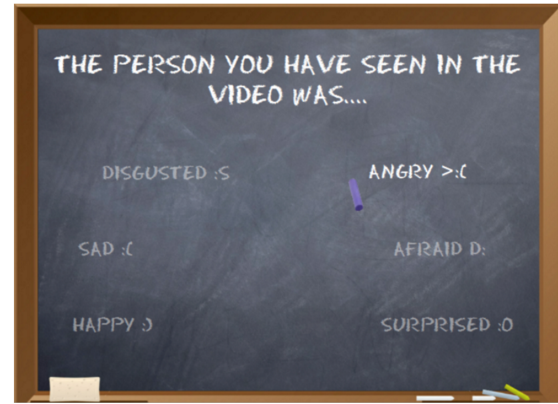 THE PERSON YOU HAVE SEEN IN THE
VIDEO WAS....
DISGUSTED :S
ANGRY >:(
SAD :(
AFRAID D:
HAPPY :)
SURPRISED :O